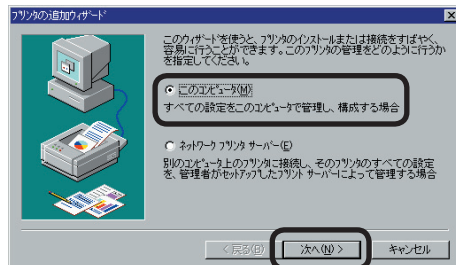 プリンタの追加ウィザード
このウィザードを使うと、プリンタのインストールまたは接続をすばやく、
容易に行うことができます。このプリンタの管理をどのように行うか
を指定してください。
このコンピュータ(M)
すべての設定をこのコンピュータで管理し、構成する場合
ネットワーク プリンタ サーバー(E)
別のコンピュータ上のプリンタに接続し、そのプリンタのすべての設定
を、管理者がセットアップしたプリント サーバーによって管理する場合
< 戻る(B) 次へ(N) > キャンセル